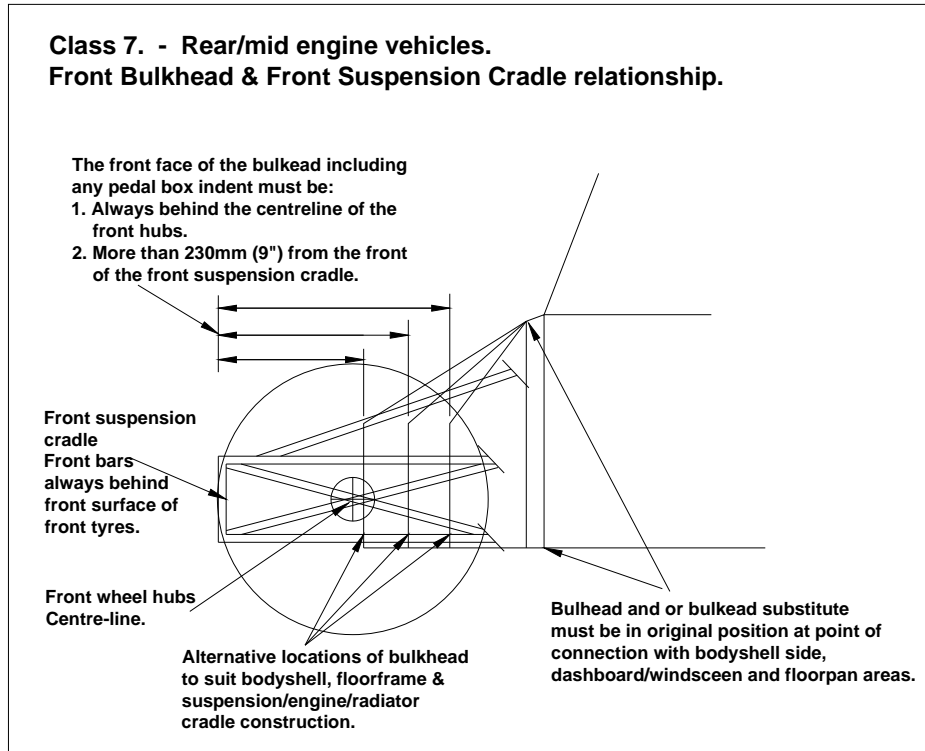 Class 7. - Rear/mid engine vehicles.
Front Bulkhead & Front Suspension Cradle relationship.
The front face of the bulkead including
any pedal box indent must be:
1. Always behind the centreline of the
front hubs.
2. More than 230mm (9") from the front
of the front suspension cradle.
Front suspension
cradle
Front bars
always behind
front surface of
front tyres.
Front wheel hubs
Centre-line.
Alternative locations of bulkhead
to suit bodyshell, floorframe &
suspension/engine/radiator
cradle construction.
Bulhead and or bulkead substitute
must be in original position at point of
connection with bodyshell side,
dashboard/windsceen and floorpan areas.